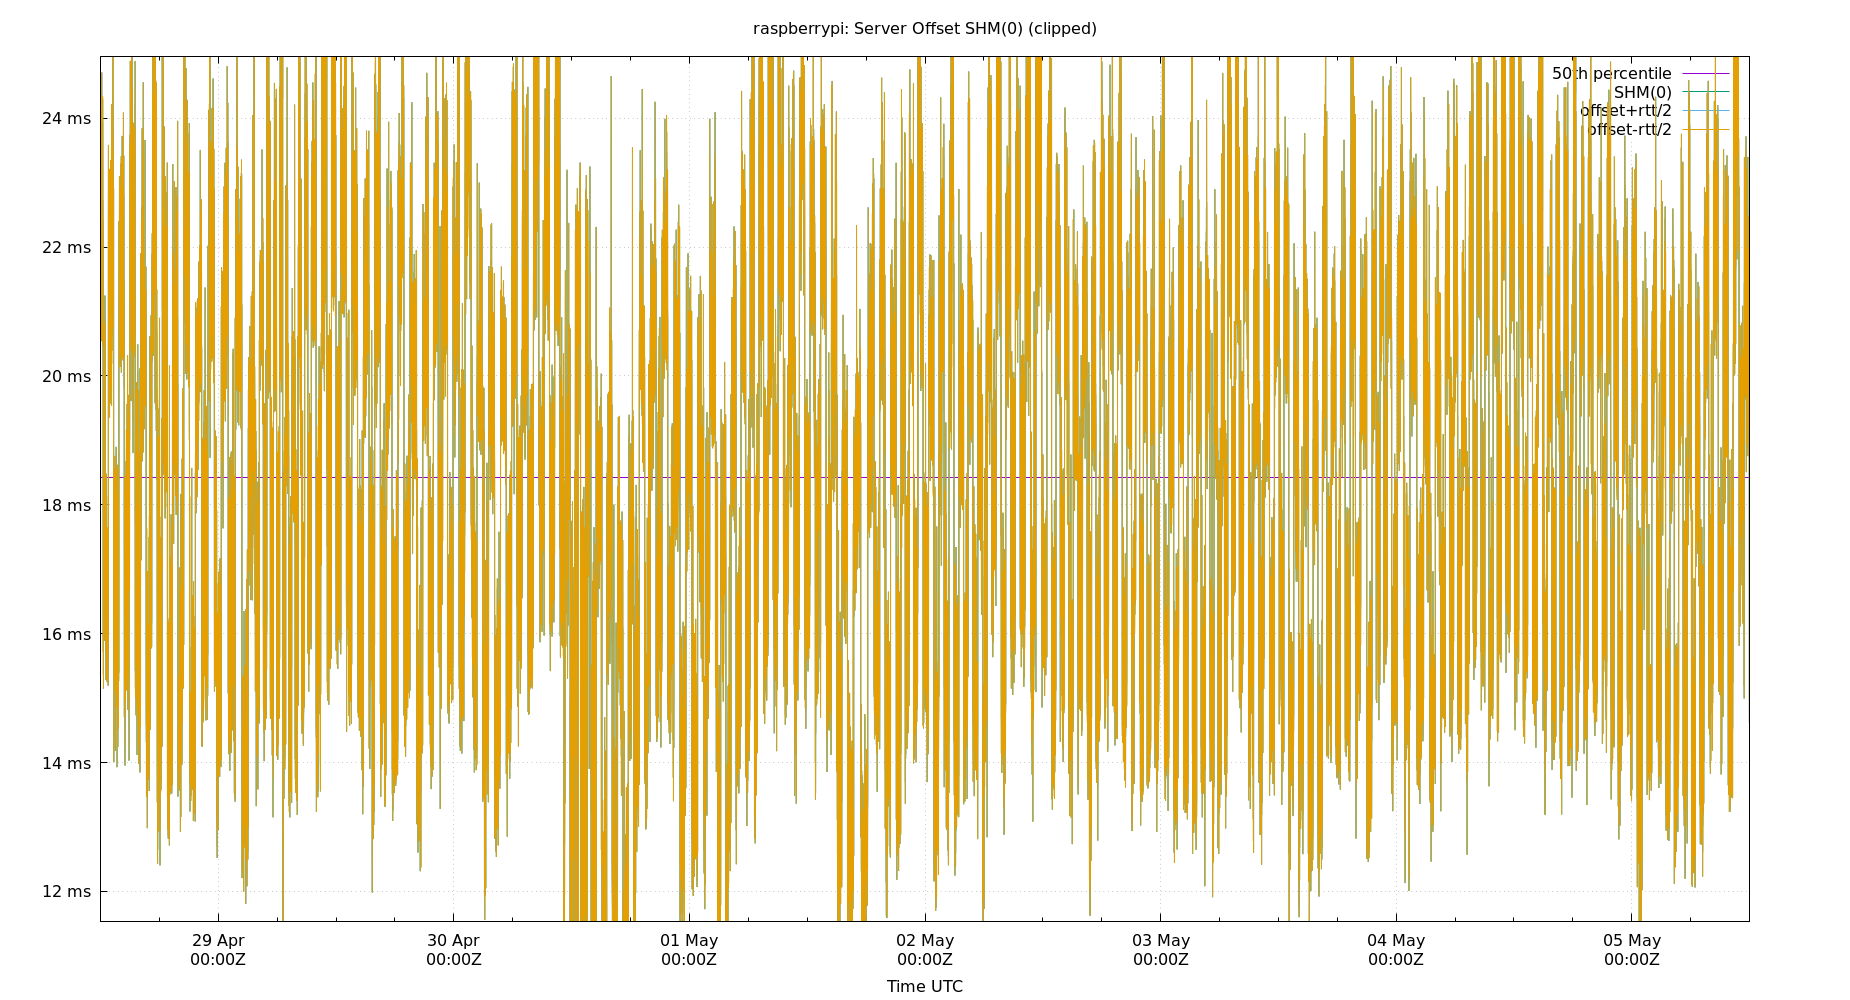 raspberrypi: Server Offset SHM(0) (clipped)
50th percentile
SHM(0)
offset+rtt/2
offset-rtt/2
24 ms
22 ms
20 ms
18 ms
16 ms
14 ms
12 ms
29 Apr 30 Apr 01 May 02 May 03 May 04 May 05 May
00:00Z 00:00Z 00:00Z 00:00Z 00:00Z 00:00Z 00:00Z
Time UTC